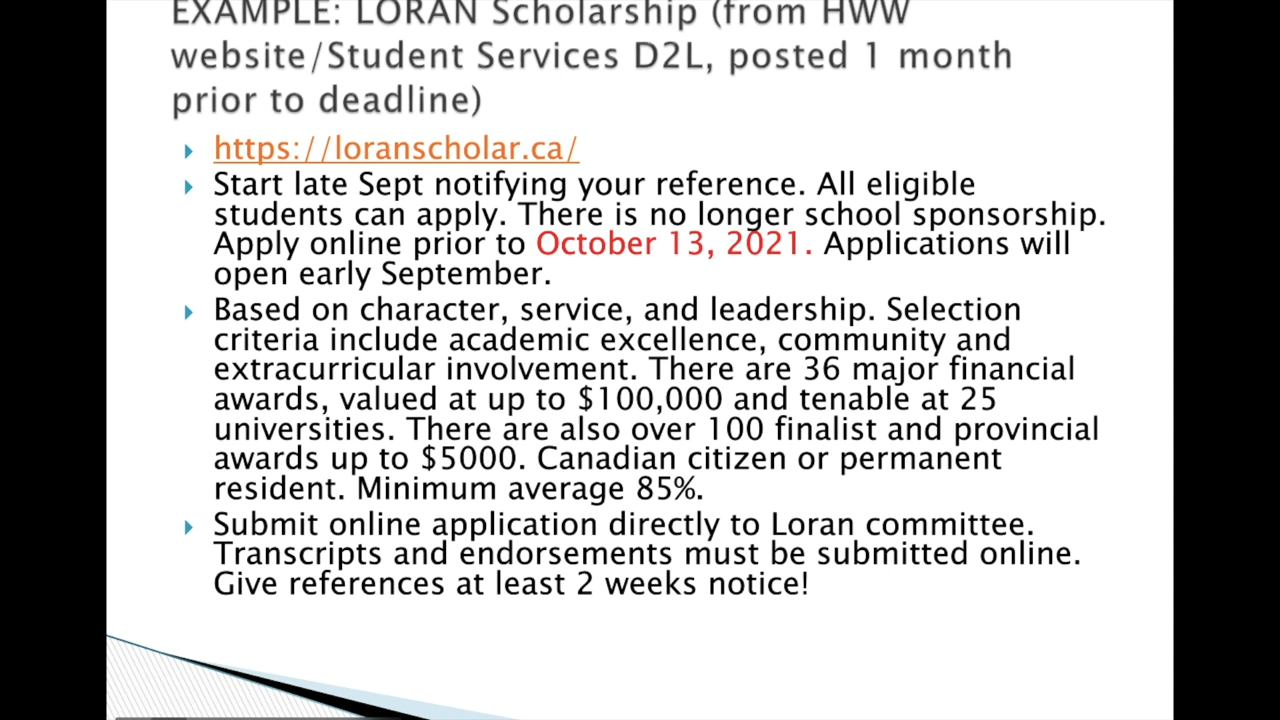 EXAMPLE: LORAN Scholarship (from HWW
website/Student Services D2L, posted 1 month
prior to deadline)
https://loranscholar.ca/
Start late Sept notifying your reference. All eligible
students can apply. There is no longer school sponsorship.
Apply online prior to October 13, 2021. Applications will
open early September.
Based on character, service, and leadership. Selection
criteria include academic excellence, community and
extracurricular involvement. There are 36 major financial
awards, valued at up to $100,000 and tenable at 25
universities. There are also over 100 finalist and provincial
awards up to $5000. Canadian citizen or permanent
resident. Minimum average 85%.
Submit online application directly to Loran committee.
Transcripts and endorsements must be submitted online.
Give references at least 2 weeks notice!